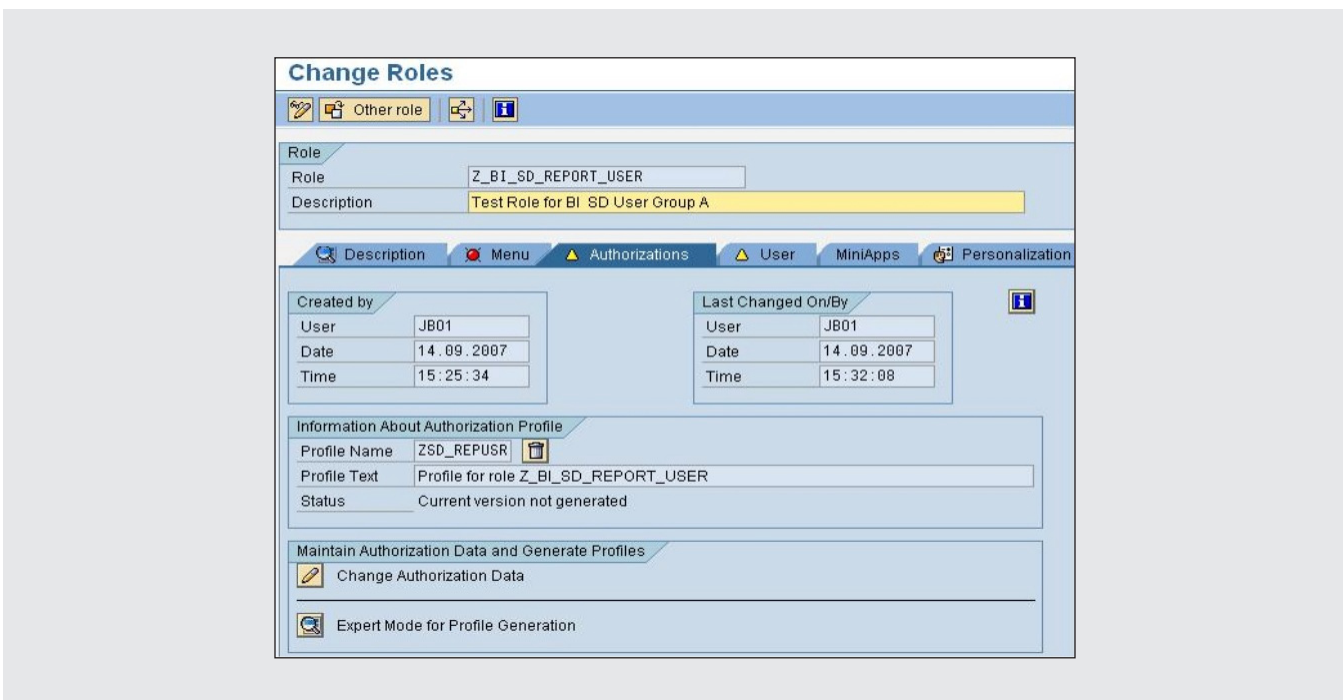 Change Roles
Other role
Role
Role Z_BI_SD_REPORT_USER
Description Test Role for BI SD User Group A
Description Menu Authorizations User MiniApps Personalization
Created by Last Changed On/By
User JB01 User JB01
Date 14.09.2007 Date 14.09.2007
Time 15:25:34 Time 15:32:08
Information About Authorization Profile
Profile Name ZSD_REPUSR
Profile Text Profile for role Z_BI_SD_REPORT_USER
Status Current version not generated
Maintain Authorization Data and Generate Profiles
Change Authorization Data
Expert Mode for Profile Generation